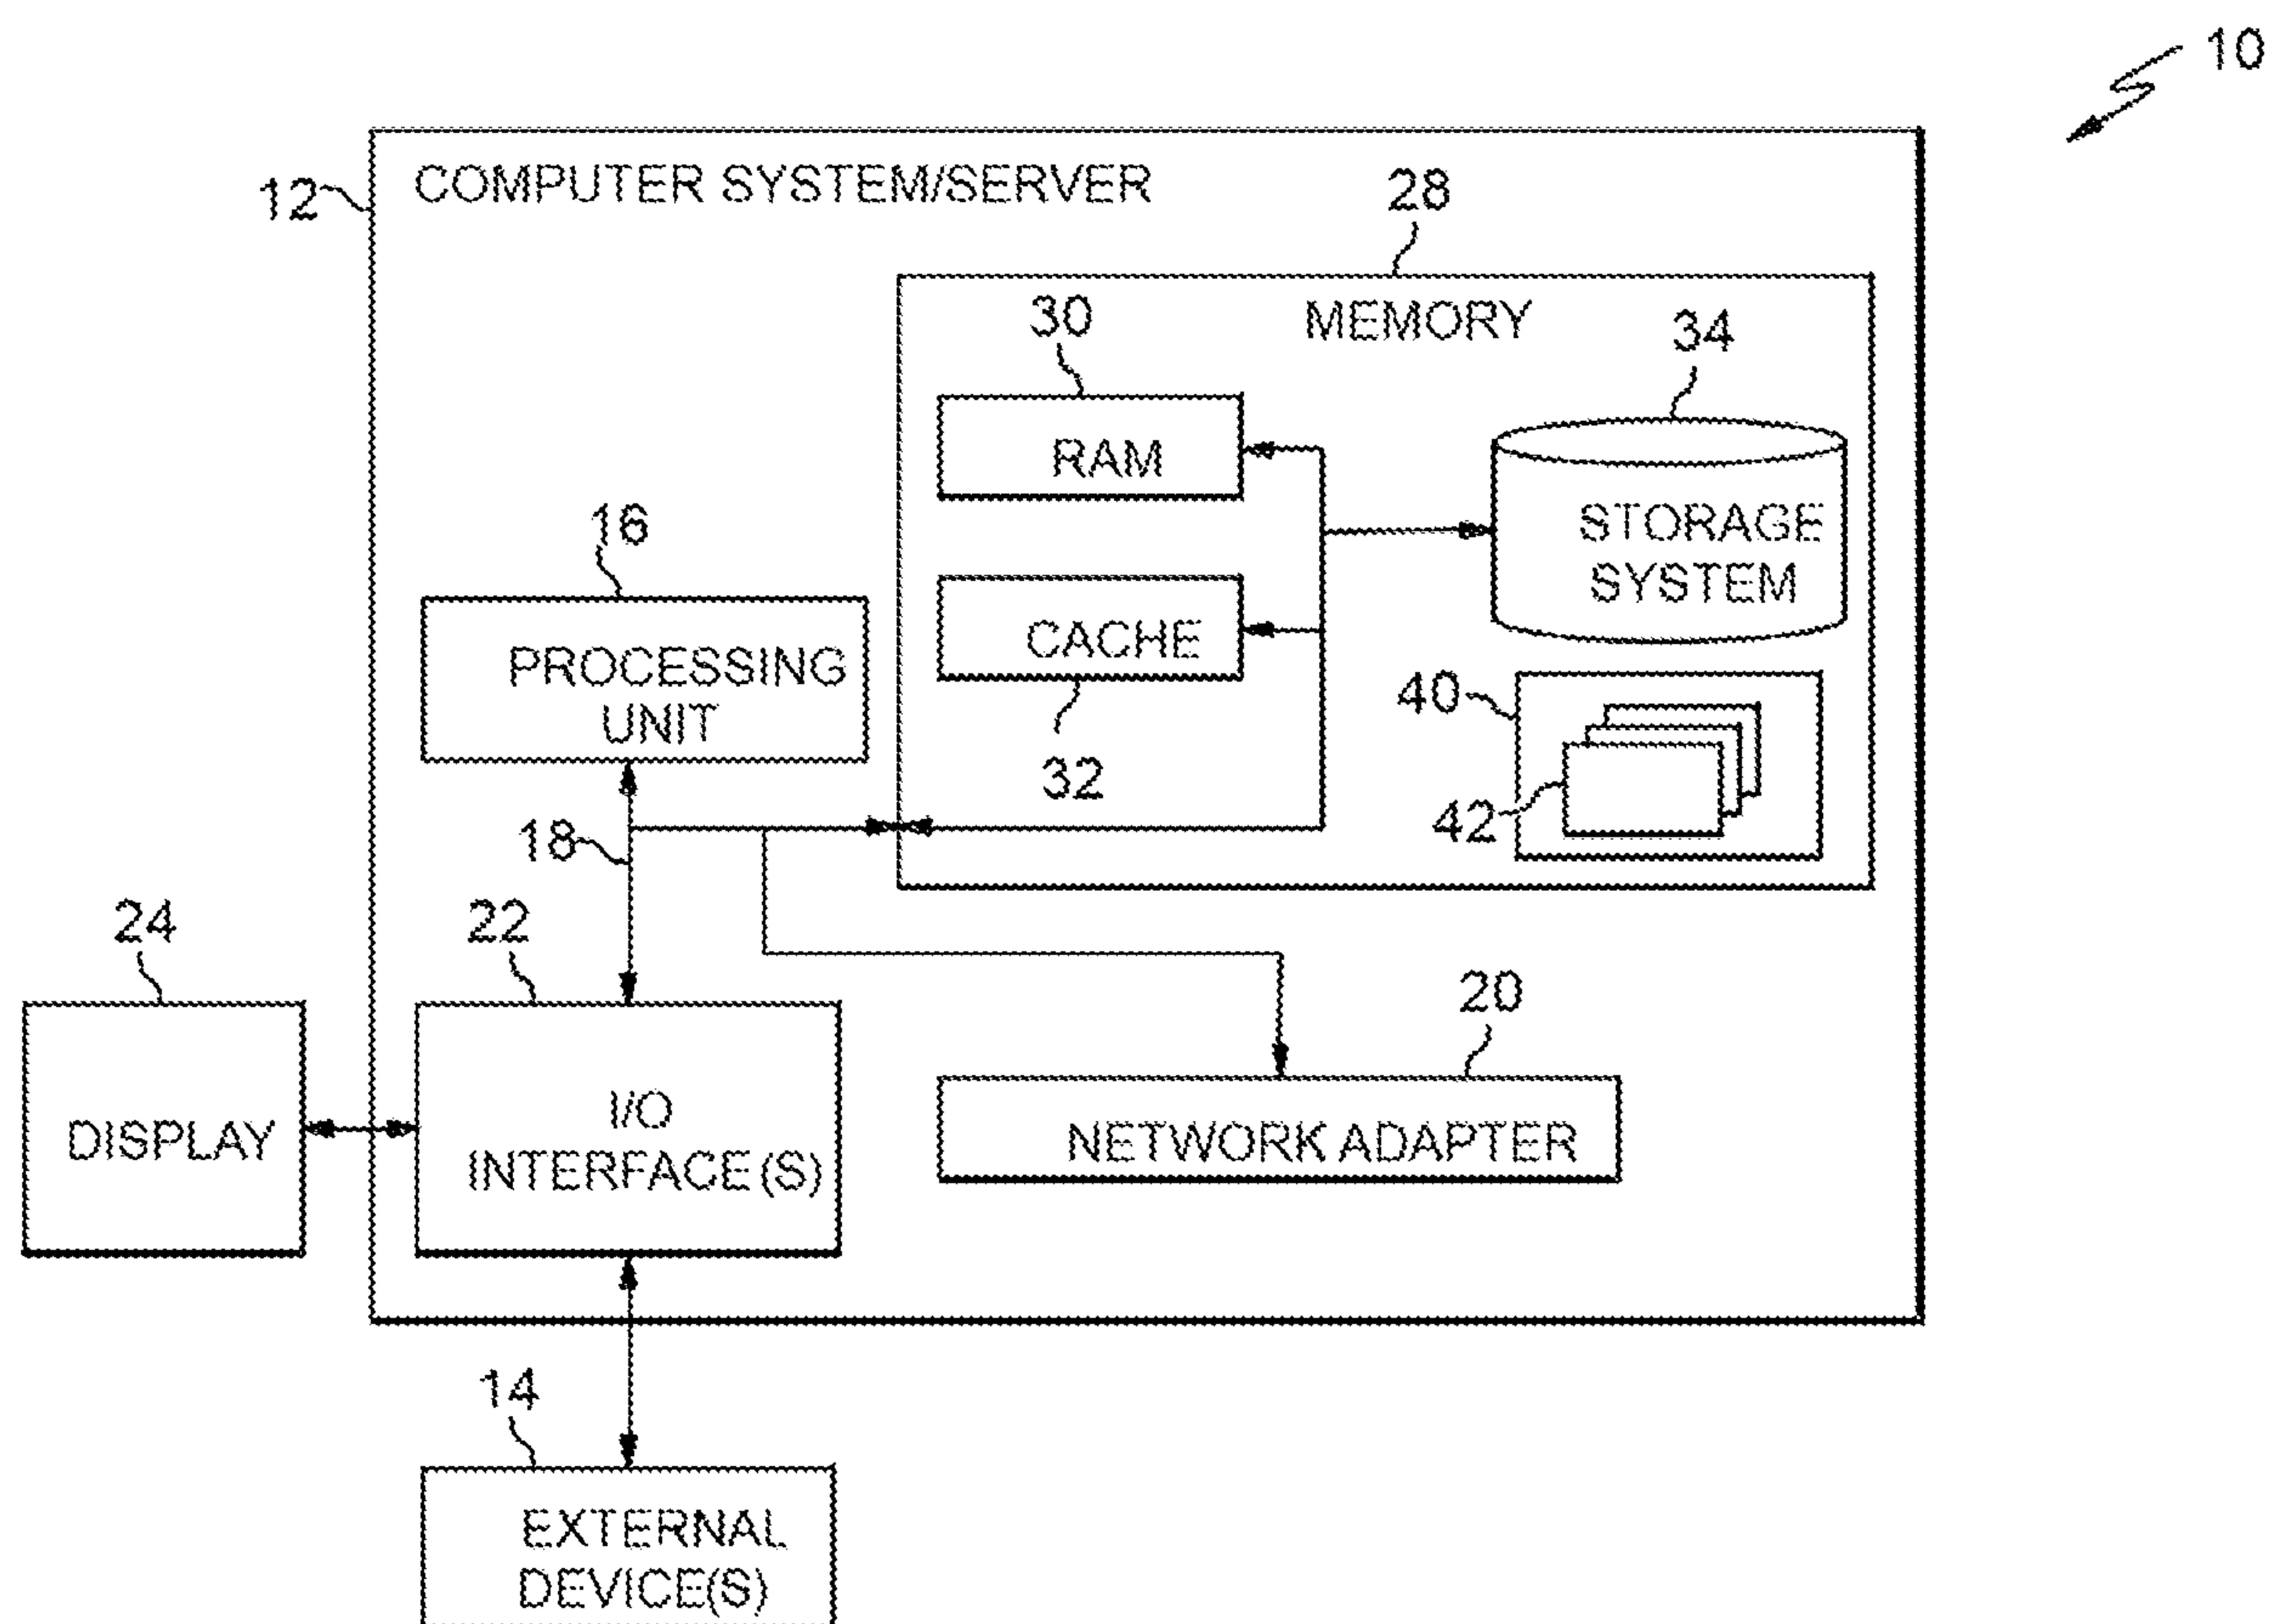 10
12
COMPUTER SYSTEM/SERVER
28
MEMORY
30
34
RAM
STORAGE
SYSTEM
16
CACHE
PROCESSING
UNIT
32
40
42
18
24
22
20
DISPLAY
I/O
INTERFACE(S)
NETWORK ADAPTER
14
EXTERNAL
DEVICE(S)